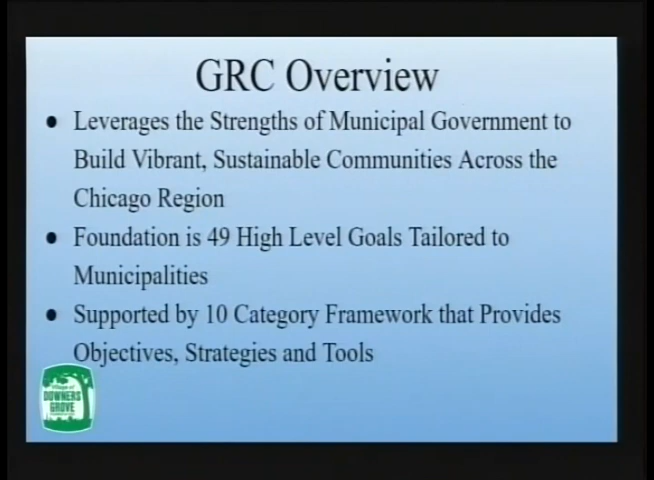 GRC Overview
• Leverages the Strengths of Municipal Government to
Build Vibrant, Sustainable Communities Across the
Chicago Region
• Foundation is 49 High Level Goals Tailored to
Municipalities
• Supported by 10 Category Framework that Provides
Objectives, Strategies and Tools
Village of
DOWNERS
GROVE